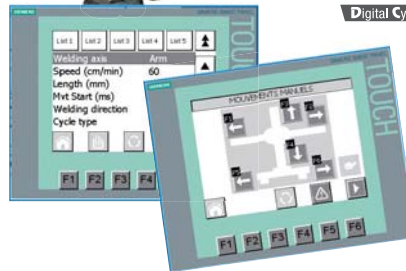 Digital Cy
SIEMENS
TOUCH
List 1 List 2 List 3 List 4 List 5
Welding axis Arm
Speed (cm/min) 60
Length (mm)
Mvt Start (ms)
Welding direction
Cycle type
F1 F2 F3 F4
SIEMENS
TOUCH
MOUVEMENTS MANUELS
F1 F2 F3 F4 F5 F6